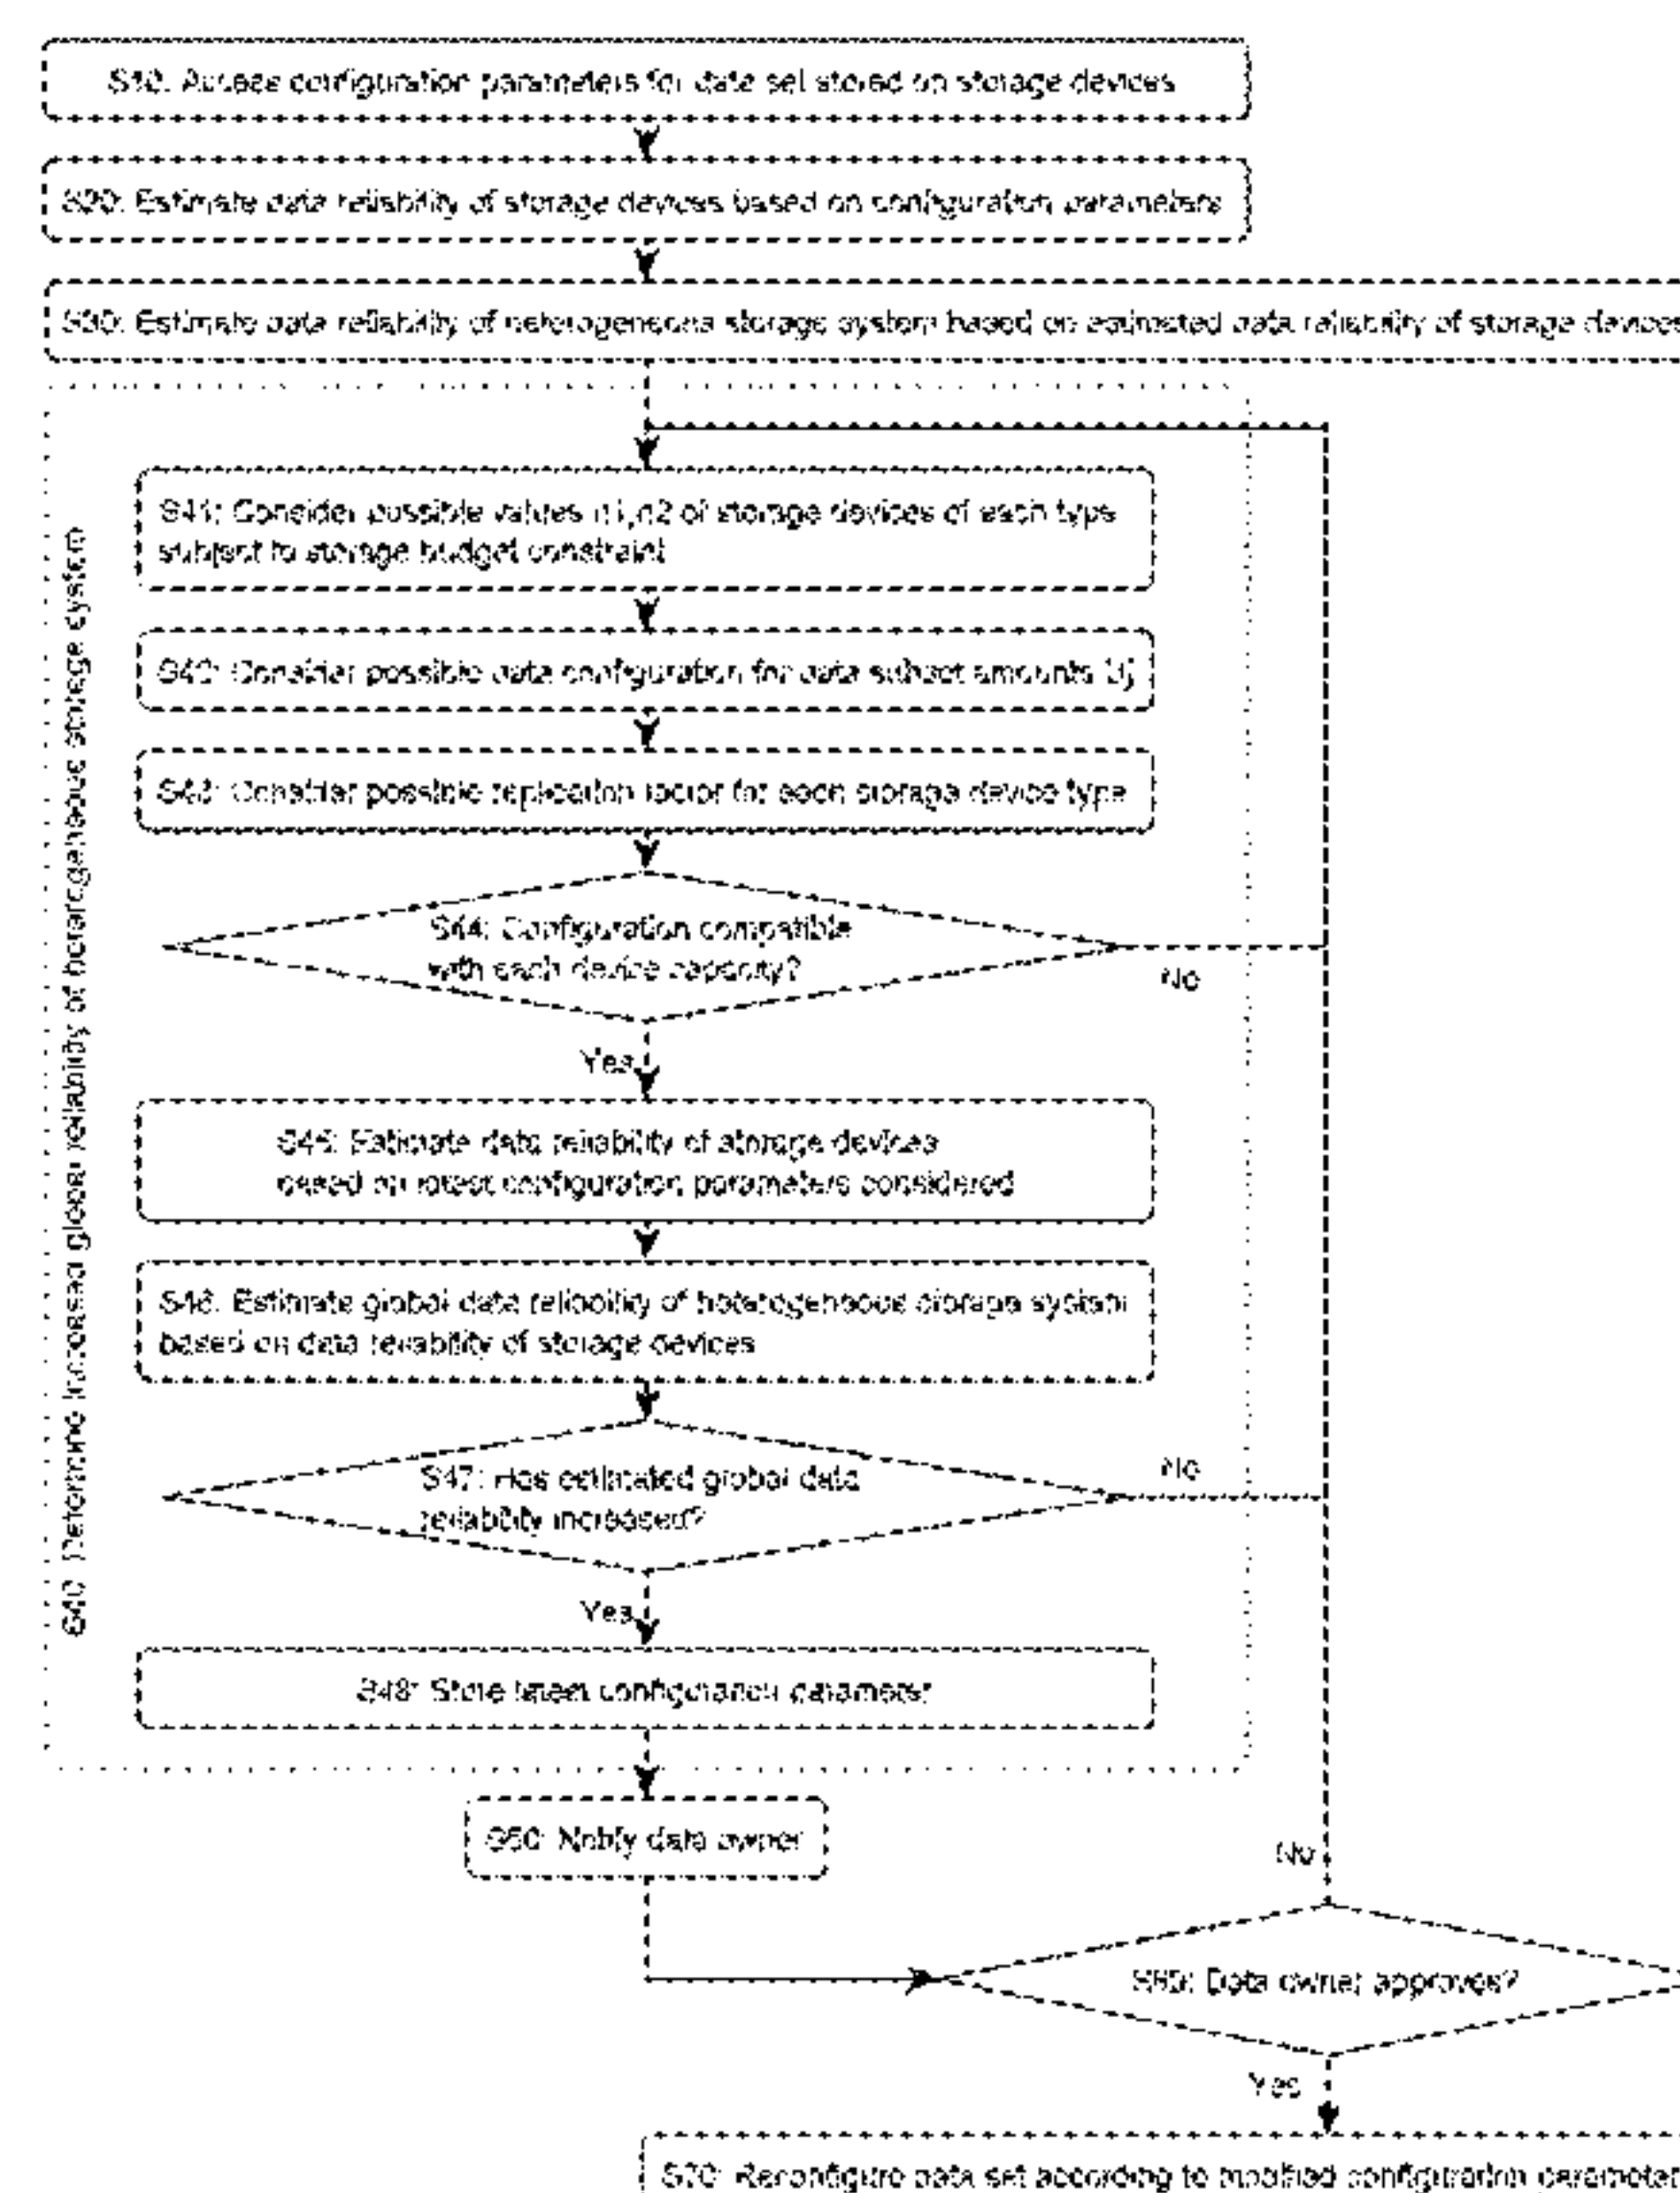 S10: Access configuration parameters for data set stored on storage devices
S20: Estimate data reliability of storage devices based on configuration parameters
S30: Estimate data reliability of heterogeneous storage system based on estimated data reliability of storage devices
S40: Determine increased global reliability of heterogeneous storage system
S41: Consider possible values n1,n2 of storage devices of each type
subject to storage budget constraint
S42: Consider possible data configuration for data subset amounts
S43: Consider possible replication factor for each storage device type
S44: Configuration compatible
with each device capacity?
No
Yes
S45: Estimate data reliability of storage devices
based on latest configuration parameters considered
S46: Estimate global data reliability of heterogeneous storage system
based on data reliability of storage devices
S47: Has estimated global data
reliability increased?
No
Yes
S48: Store latest configuration parameter
S50: Notify data owner
No
Data owner approves?
Yes
S70: Reconfigure data set according to modified configuration parameter